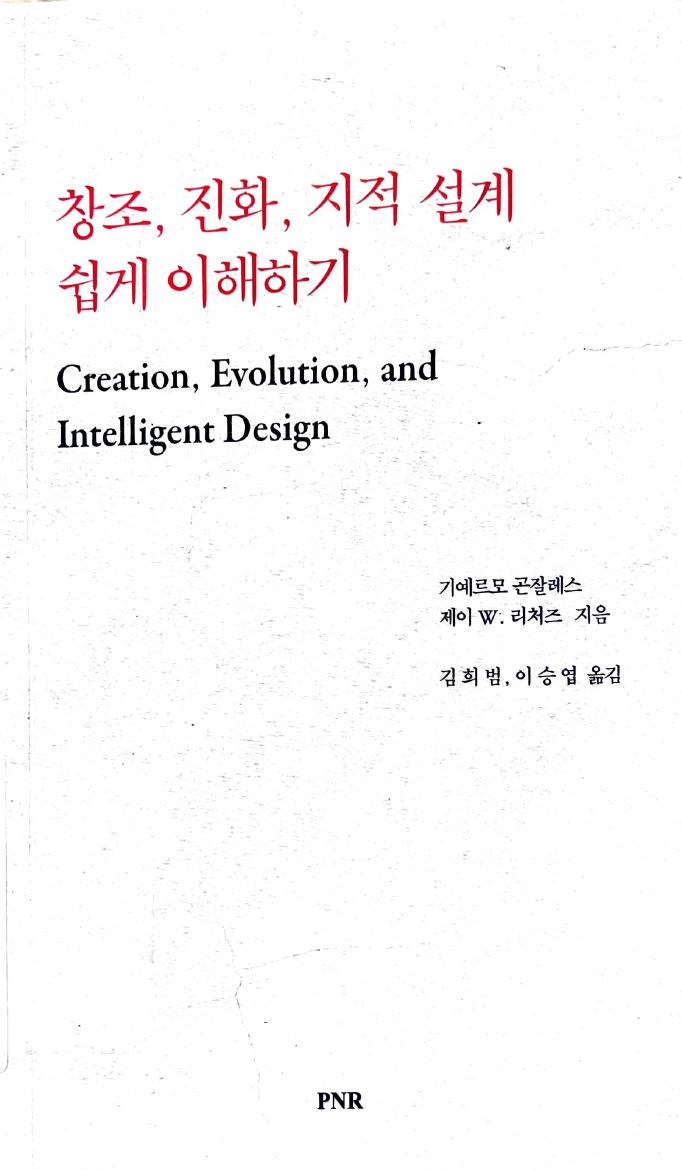 창조, 진화, 지적 설계
쉽게 이해하기
Creation, Evolution, and
Intelligent Design
기예르모 곤잘레스
제이 W. 리처즈 지음
김희범, 이승엽 옮김
PNR